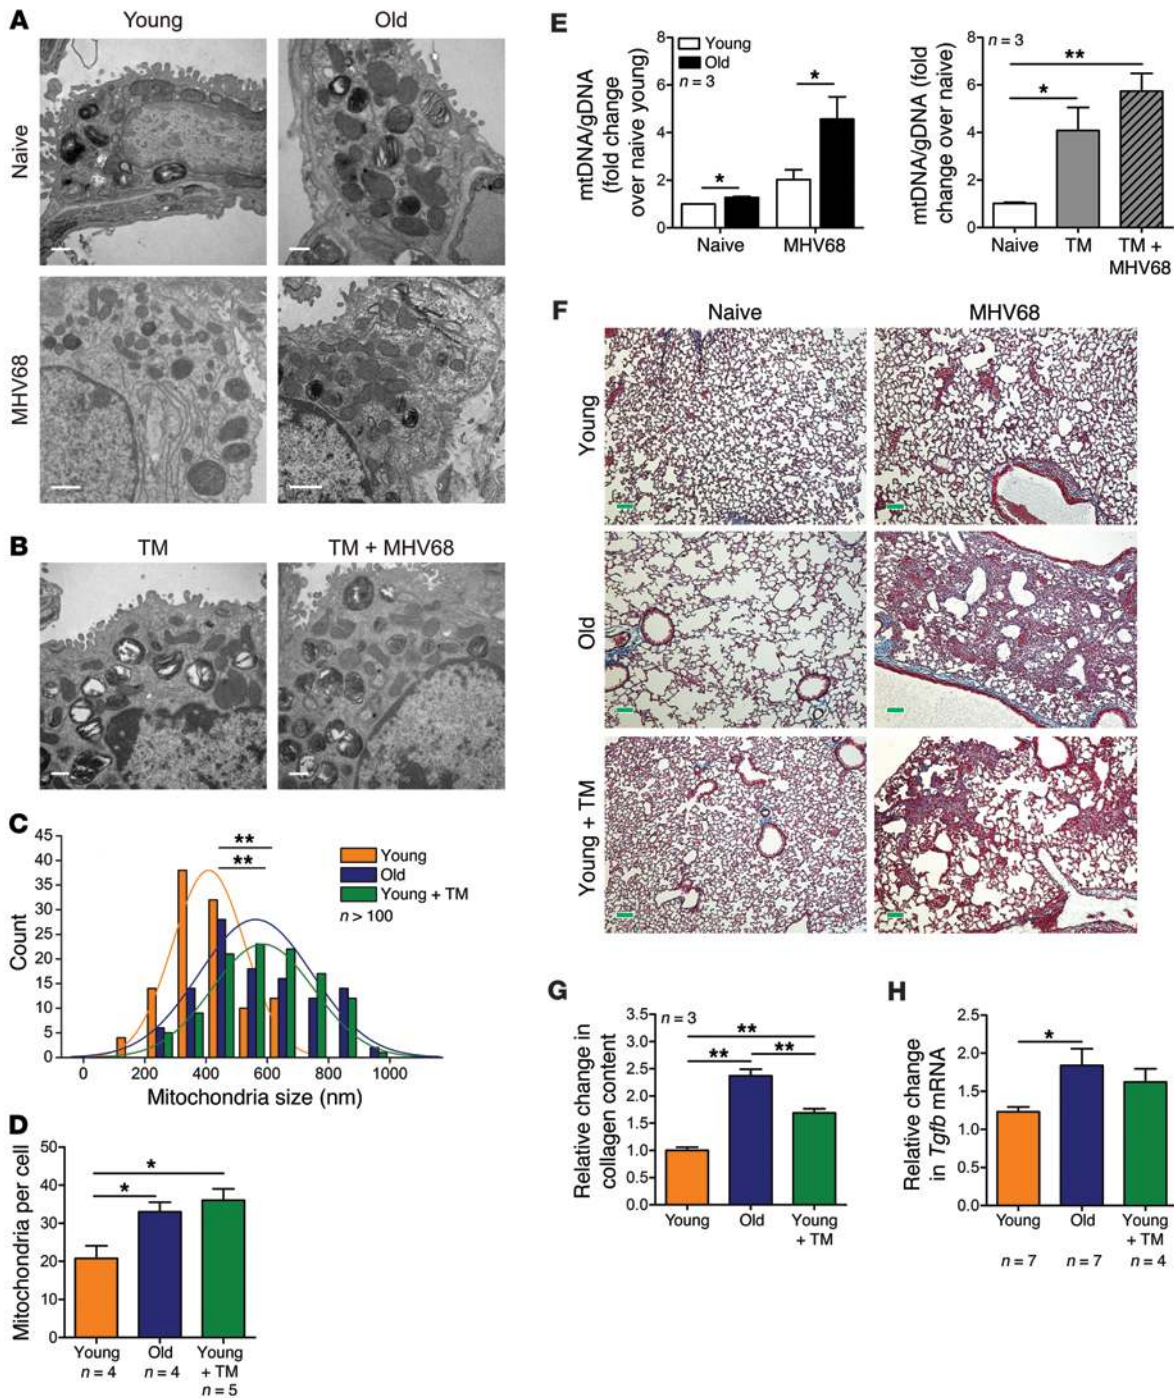 A
Young
Old
Naive
MHV68
B
TM
TM + MHV68
C
45
40
35
30
25
20
15
10
5
0
Count
**
**
Young
Old
Young + TM
n > 100
0
200
400
600
800
1000
Mitochondria size (nm)
D
Mitochondria per cell
50
40
30
20
10
0
*
*
Young
n = 4
Old
n = 4
Young
+ TM
n = 5
E
mtDNA/gDNA
(fold change
over naive young)
8
6
4
2
0
Young
Old
n = 3
*
*
Naive
MHV68
mtDNA/gDNA (fold
change over naive)
8
6
4
2
0
n = 3
**
*
Naive
TM
TM +
MHV68
F
Naive
MHV68
Young
Old
Young + TM
G
Relative change in
collagen content
3.5
3.0
2.5
2.0
1.5
1.0
0.5
0.0
n = 3
**
**
**
Young
Old
Young
+ TM
H
Relative change
in Tgfb mRNA
2.5
2.0
1.5
1.0
0.5
0.0
*
Young
Old
Young
+ TM
n = 7
n = 7
n = 4